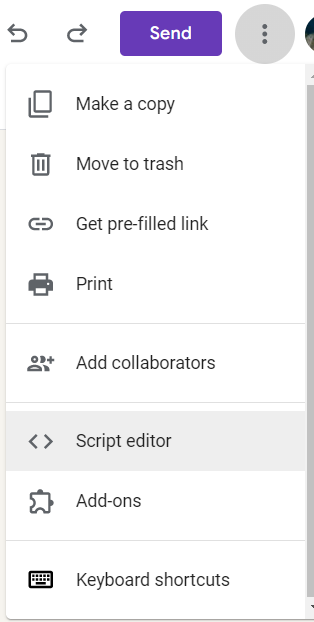 Send
Make a copy
Move to trash
Get pre-filled link
Print
Add collaborators
Script editor
Add-ons
Keyboard shortcuts